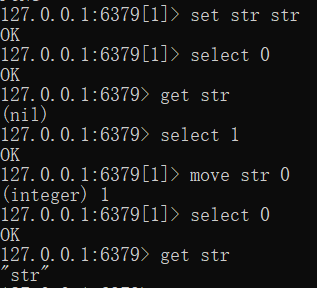 127.0.0.1:6379[1]> set str str
OK
127.0.0.1:6379[1]> select 0
OK
127.0.0.1:6379> get str
(nil)
127.0.0.1:6379> select 1
OK
127.0.0.1:6379[1]> move str 0
(integer) 1
127.0.0.1:6379[1]> select 0
OK
127.0.0.1:6379> get str
"str"